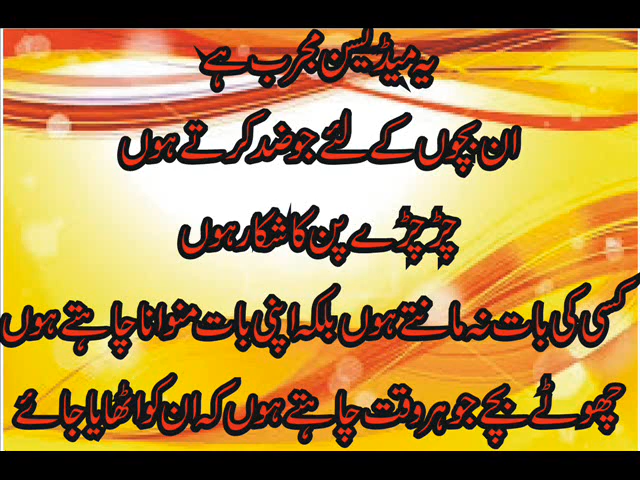 یہ میڈیسن مجرب ہے
ان بچوں کے لئے جو ضد کرتے ہوں
چڑچڑے پن کا شکار ہوں
کسی کی بات نہ مانتے ہوں بلکہ اپنی بات منوانا چاہتے ہوں
چھوٹے بچے جو ہر وقت چاہتے ہوں کہ ان کو اٹھایا جائے